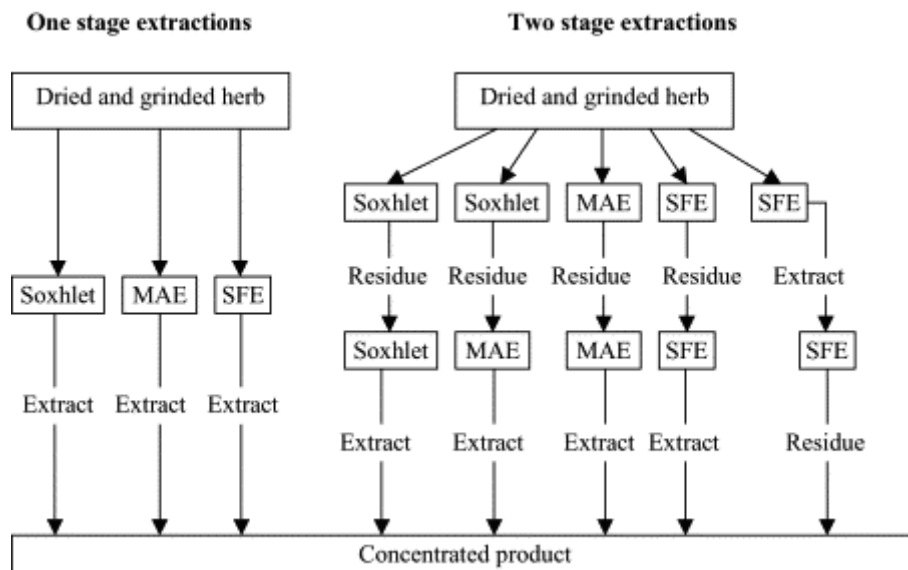 One stage extractions
Two stage extractions
Dried and grinded herb
Dried and grinded herb
Soxhlet Soxhlet MAE SFE SFE
Residue Residue Residue Residue Extract
Soxhlet MAE SFE
Soxhlet MAE MAE SFE SFE
Extract Extract Extract
Extract Extract Extract Extract Residue
Concentrated product